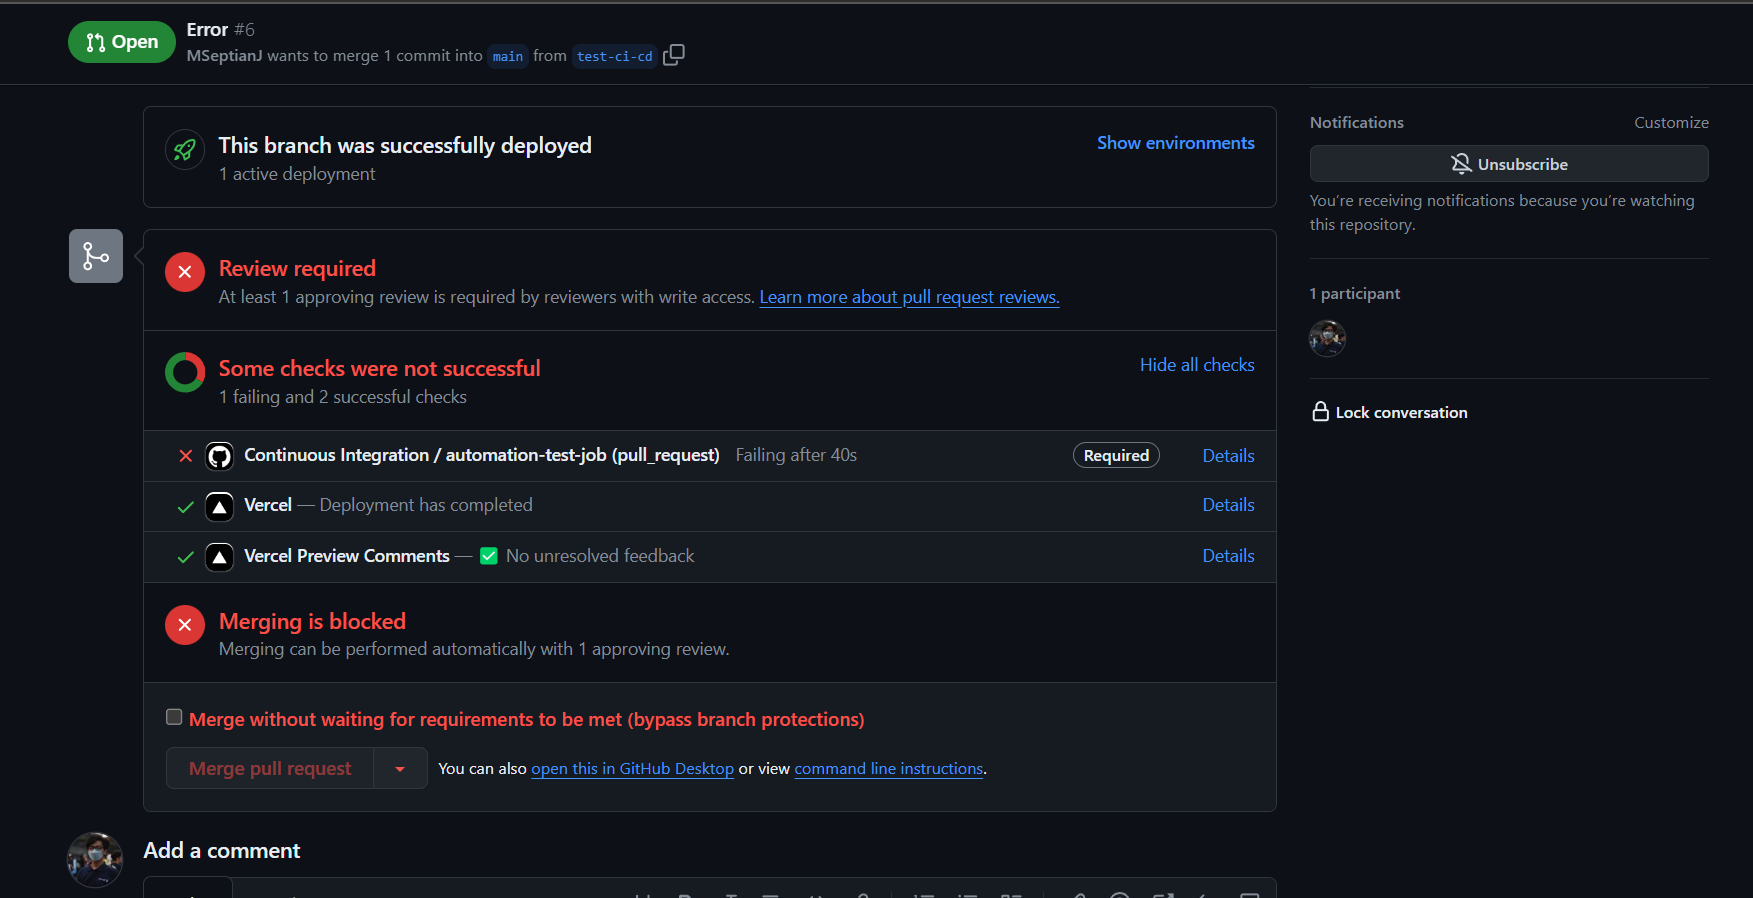 Open
Error #6
MSeptianJ wants to merge 1 commit into main from test-ci-cd
This branch was successfully deployed
1 active deployment
Show environments
Review required
At least 1 approving review is required by reviewers with write access. Learn more about pull request reviews.
Some checks were not successful
1 failing and 2 successful checks
Hide all checks
Continuous Integration / automation-test-job (pull_request) Failing after 40s Required Details
Vercel — Deployment has completed Details
Vercel Preview Comments — ✅ No unresolved feedback Details
Merging is blocked
Merging can be performed automatically with 1 approving review.
Merge without waiting for requirements to be met (bypass branch protections)
Merge pull request
You can also open this in GitHub Desktop or view command line instructions.
Add a comment
Notifications
Customize
Unsubscribe
You're receiving notifications because you're watching
this repository.
1 participant
Lock conversation